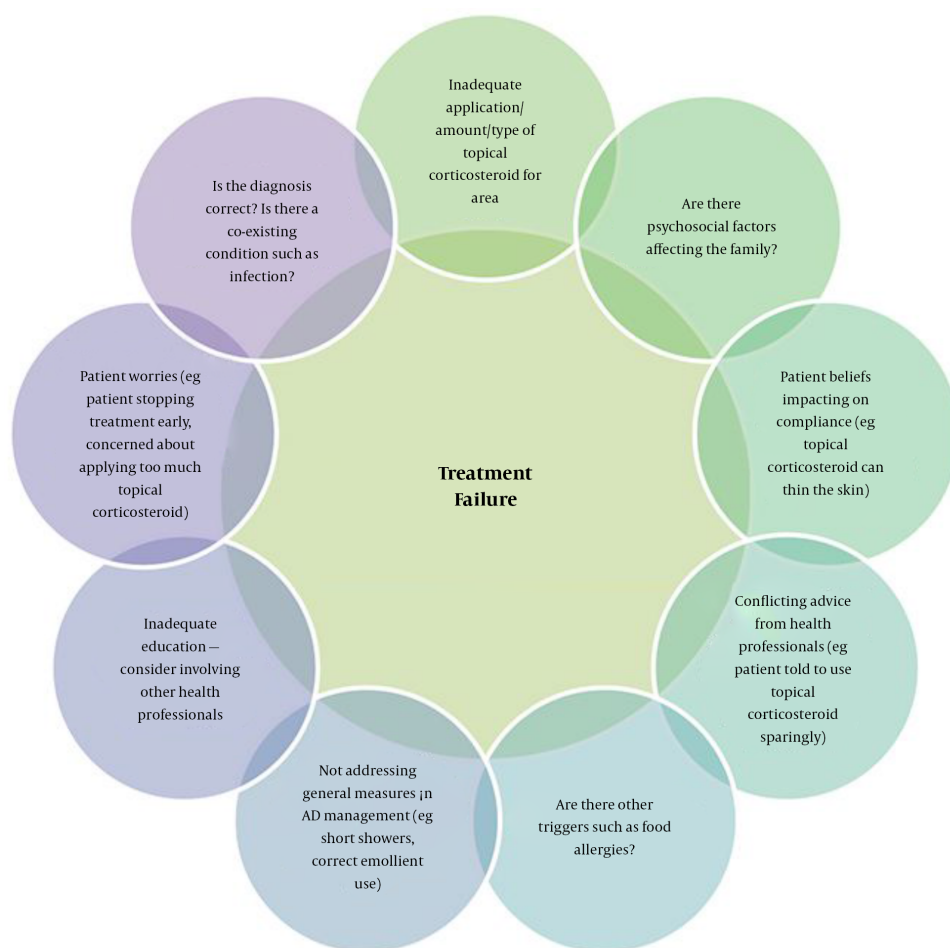 Inadequate
application/
amount/type of
topical
corticosteroid for
area
Are there
psychosocial factors
affecting the family?
Patient beliefs
impacting on
compliance (eg
topical
corticosteroid can
thin the skin)
Conflicting advice
from health
professionals (eg
patient told to use
topical
corticosteroid
sparingly)
Are there other
triggers such as food
allergies?
Not addressing
general measures in
AD management (eg
short showers,
correct emollient
use)
Inadequate
education —
consider involving
other health
professionals
Patient worries (eg
patient stopping
treatment early,
concerned about
applying too much
topical
corticosteroid)
Is the diagnosis
correct? Is there a
co-existing
condition such as
infection?
Treatment
Failure